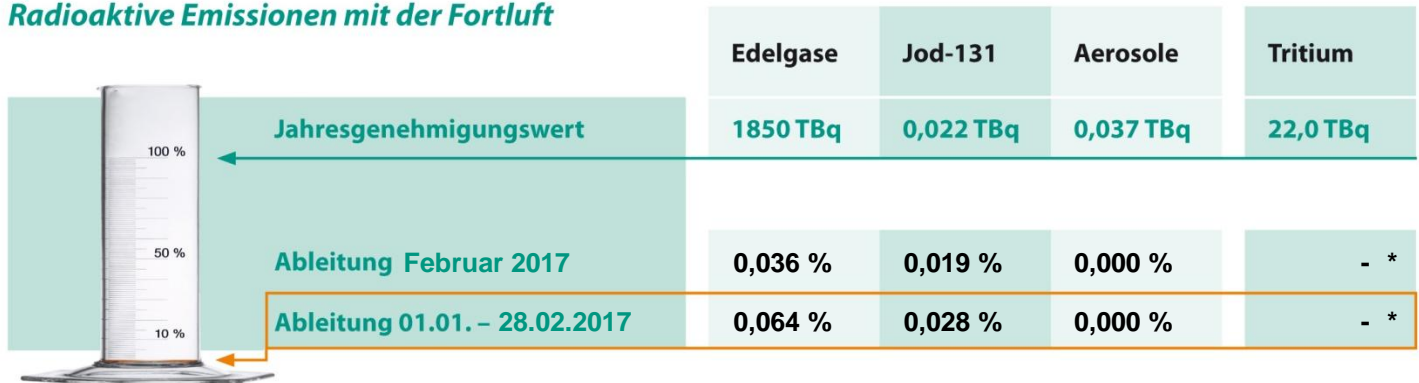 Radioaktive Emissionen mit der Fortluft
Edelgase Jod-131 Aerosole Tritium
Jahresgenehmigungswert 1850 TBq 0,022 TBq 0,037 TBq 22,0 TBq
100 %
50 %
Ableitung Februar 2017 0,036 % 0,019 % 0,000 % - *
Ableitung 01.01. – 28.02.2017 0,064 % 0,028 % 0,000 % - *
10 %